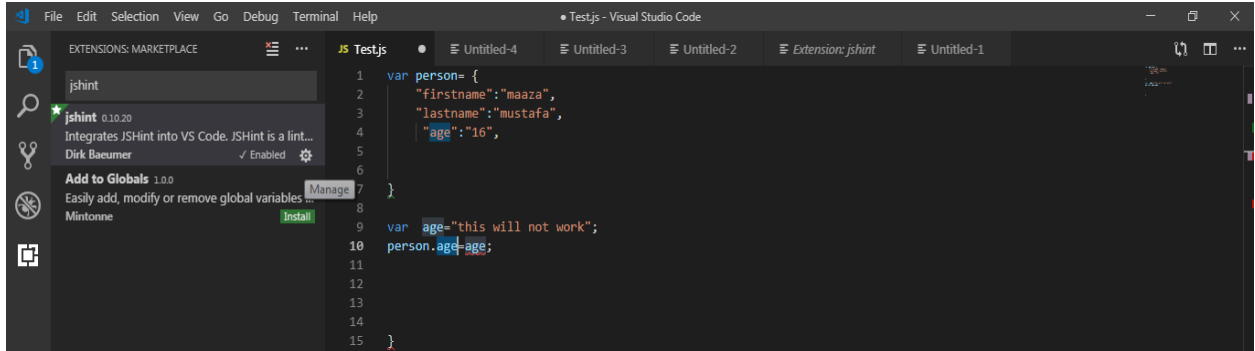 File Edit Selection View Go Debug Terminal Help ● Test.js - Visual Studio Code
EXTENSIONS: MARKETPLACE
JS Test.js ● Untitled-4 Untitled-3 Untitled-2 Extension: jshint Untitled-1
1
jshint
jshint 0.10.20
Integrates JSHint into VS Code. JSHint is a lint...
Dirk Baeumer ✓ Enabled
Add to Globals 1.0.0
Easily add, modify or remove global variables ...
Mintonne Install
Manage
1 var person= {
2 "firstname":"maaza",
3 "lastname":"mustafa",
4 "age":"16",
5
6
7 }
8
9 var  age="this will not work";
10 person.age=age;
11
12
13
14
15 }